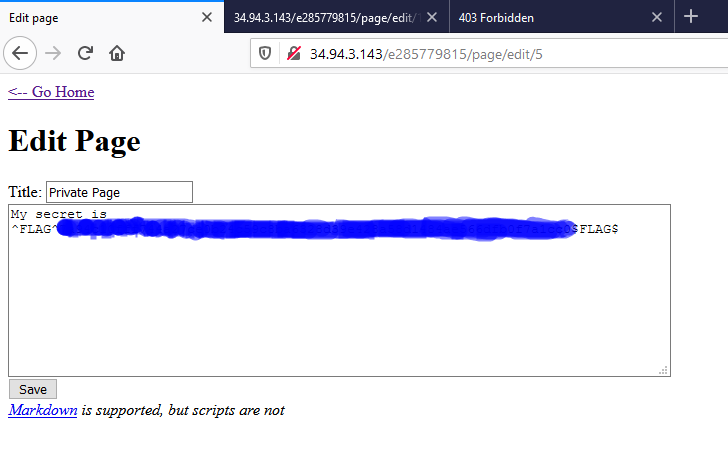 Edit page
34.94.3.143/e285779815/page/edit/
403 Forbidden
34.94.3.143/e285779815/page/edit/5
<-- Go Home
Edit Page
Title: Private Page
My secret is
^FLAG^ $FLAG$
Save
Markdown is supported, but scripts are not